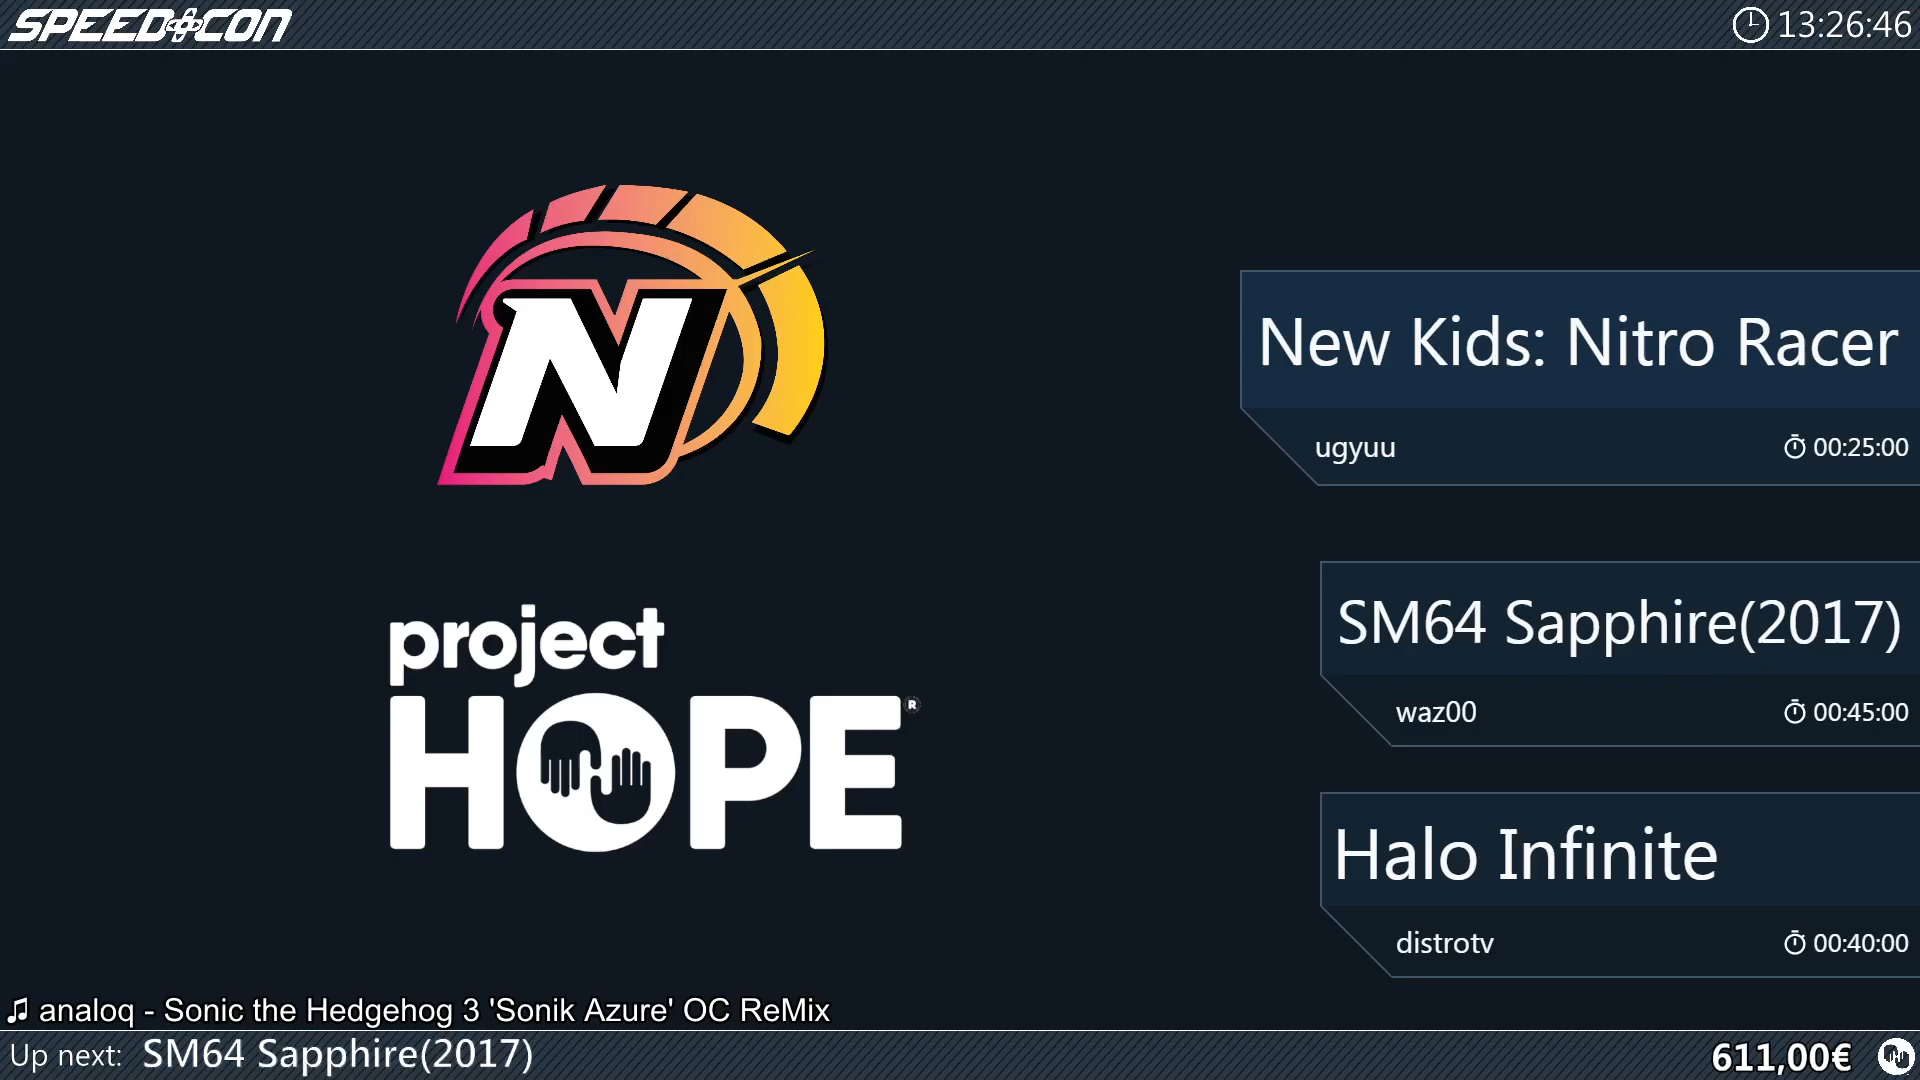 SPEEDCON
13:26:46
N
project
HOPE®
New Kids: Nitro Racer
ugyuu
00:25:00
SM64 Sapphire(2017)
waz00
00:45:00
Halo Infinite
distrotv
00:40:00
♫ analoq - Sonic the Hedgehog 3 'Sonik Azure' OC ReMix
Up next: SM64 Sapphire(2017)
611,00€